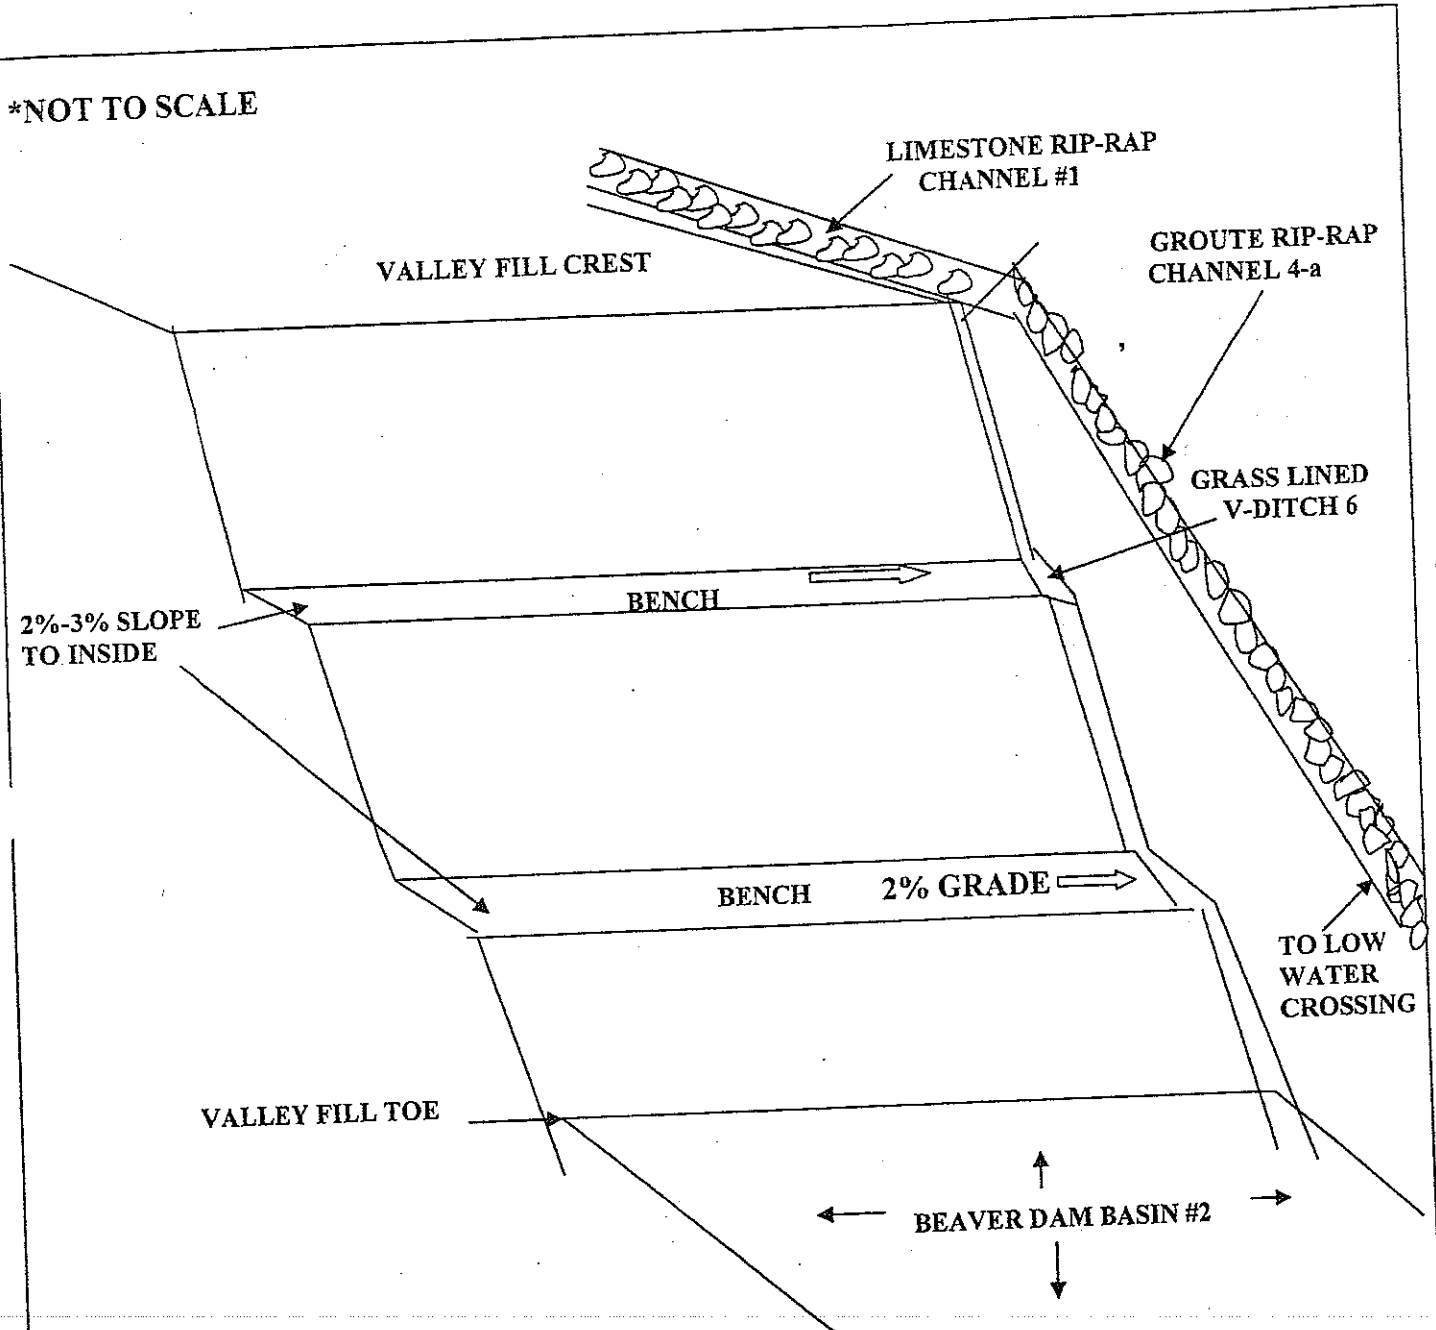 *NOT TO SCALE
LIMESTONE RIP-RAP
CHANNEL #1
GROUTE RIP-RAP
CHANNEL 4-a
VALLEY FILL CREST
GRASS LINED
V-DITCH 6
BENCH
2%-3% SLOPE
TO INSIDE
BENCH
2% GRADE
TO LOW
WATER
CROSSING
VALLEY FILL TOE
BEAVER DAM BASIN #2